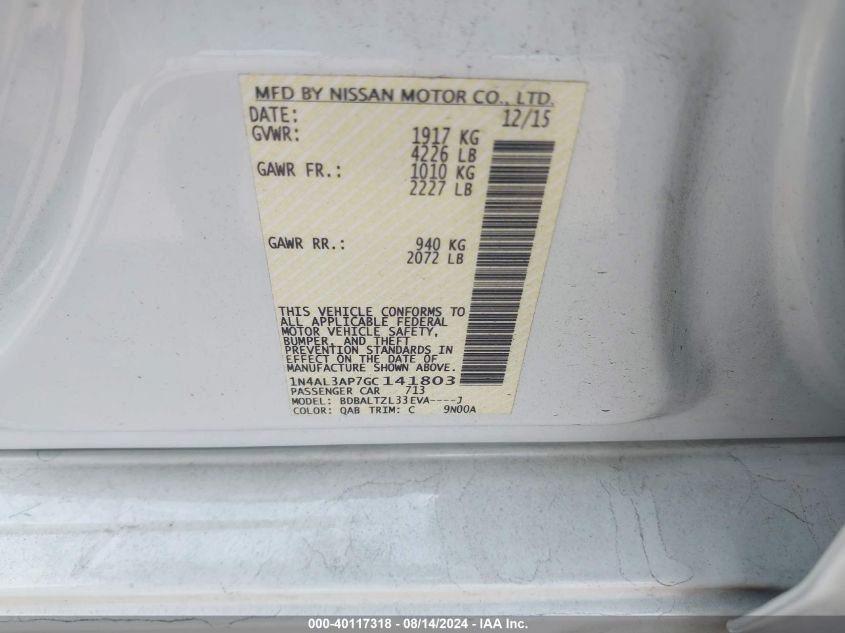 MFD BY NISSAN MOTOR CO., LTD.
DATE: 12/15
GVWR: 1917 KG
4226 LB
GAWR FR.: 1010 KG
2227 LB
GAWR RR.: 940 KG
2072 LB
THIS VEHICLE CONFORMS TO
ALL APPLICABLE FEDERAL
MOTOR VEHICLE SAFETY,
BUMPER, AND THEFT
PREVENTION STANDARDS IN
EFFECT ON THE DATE OF
MANUFACTURE SHOWN ABOVE.
1N4AL3AP7GC141803
PASSENGER CAR 713
MODEL: BDBALTZL33EVA----J
COLOR: QAB TRIM: C 9N00A
000-40117318 - 08/14/2024 - IAA Inc.